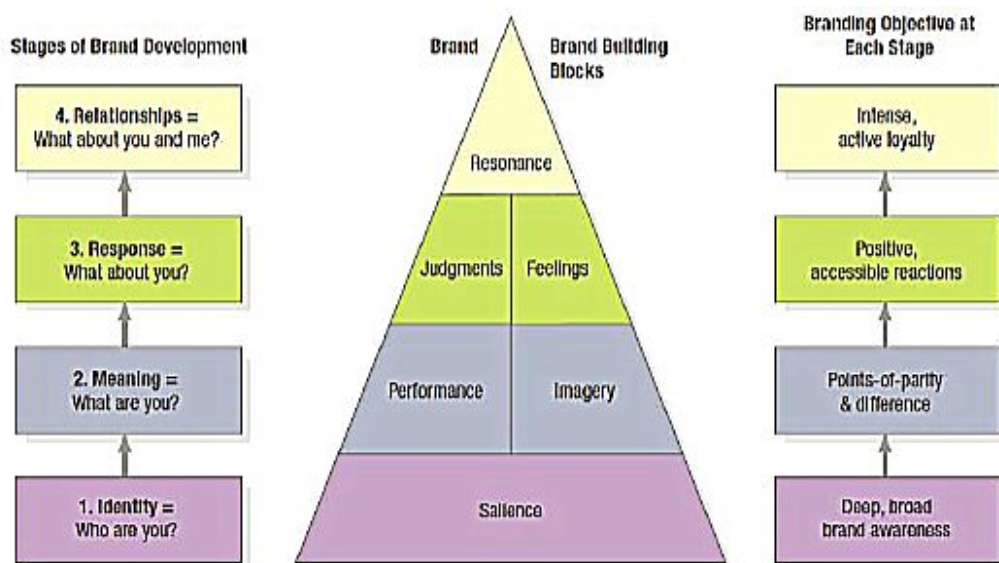 Stages of Brand Development
4. Relationships =
What about you and me?
3. Response =
What about you?
2. Meaning =
What are you?
1. Identity =
Who are you?
Brand
Brand Building
Blocks
Resonance
Judgments
Feelings
Performance
Imagery
Salience
Branding Objective at
Each Stage
Intense,
active loyalty
Positive,
accessible reactions
Points-of-parity
& difference
Deep, broad
brand awareness